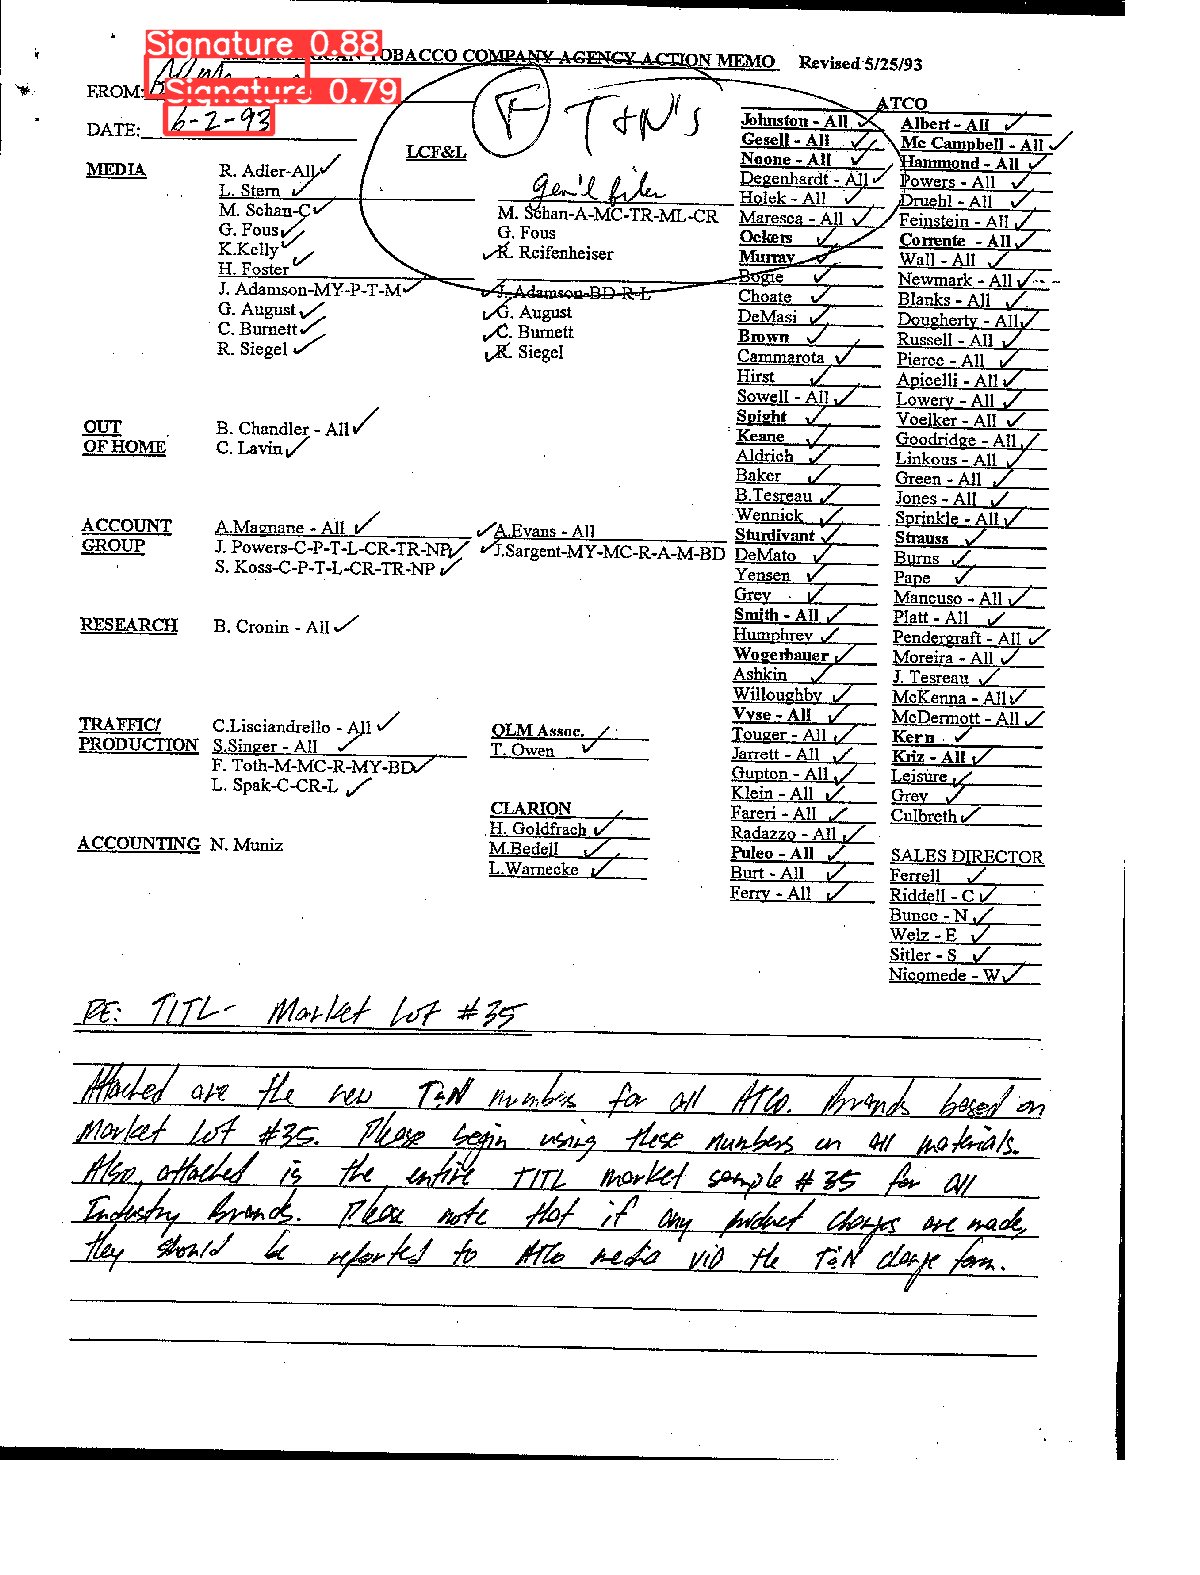 Signature 0.88
TOBACCO COMPANY AGENCY ACTION MEMO Revised 5/25/93
FROM:
Signature 0.79
DATE: 6-2-93
F T&N's
gen'l files
LCF&L
MEDIA
R. Adler-All ✓
L. Stern ✓
M. Schan-C ✓
G. Fous ✓
K.Kelly ✓
H. Foster ✓
J. Adamson-MY-P-T-M ✓
G. August ✓
C. Burnett ✓
R. Siegel ✓
M. Schan-A-MC-TR-ML-CR
G. Fous
✓ R. Reifenheiser
✓ J. Adamson-BD-R-L
✓ G. August
✓ C. Burnett
✓ R. Siegel
OUT
OF HOME
B. Chandler - All ✓
C. Lavin ✓
ACCOUNT
GROUP
A.Magnane - All ✓
J. Powers-C-P-T-L-CR-TR-NP ✓
S. Koss-C-P-T-L-CR-TR-NP ✓
✓ A.Evans - All
✓ J.Sargent-MY-MC-R-A-M-BD
RESEARCH B. Cronin - All ✓
TRAFFIC/
PRODUCTION
C.Lisciandrello - All ✓
S.Singer - All ✓
F. Toth-M-MC-R-MY-BD ✓
L. Spak-C-CR-L ✓
OLM Assoc. ✓
T. Owen ✓
CLARION
H. Goldfrach ✓
M.Bedell ✓
L.Warnecke ✓
ACCOUNTING N. Muniz
ATCO
Johnston - All ✓
Gesell - All ✓
Noone - All ✓
Degenhardt - All ✓
Holek - All ✓
Maresca - All ✓
Ockers ✓
Murray ✓
Bogie ✓
Choate ✓
DeMasi ✓
Brown ✓
Cammarota ✓
Hirst ✓
Sowell - All ✓
Spight ✓
Keane ✓
Aldrich ✓
Baker ✓
B.Tesreau ✓
Wennick ✓
Sturdivant ✓
DeMato ✓
Yensen ✓
Grey ✓
Smith - All ✓
Humphrey ✓
Wogerbauer ✓
Ashkin ✓
Willoughby ✓
Vyse - All ✓
Touger - All ✓
Jarrett - All ✓
Gupton - All ✓
Klein - All ✓
Fareri - All ✓
Radazzo - All ✓
Puleo - All ✓
Burt - All ✓
Ferry - All ✓
Albert - All ✓
Mc Campbell - All ✓
Hammond - All ✓
Powers - All ✓
Druehl - All ✓
Feinstein - All ✓
Corrente - All ✓
Wall - All ✓
Newmark - All ✓
Blanks - All ✓
Dougherty - All ✓
Russell - All ✓
Pierce - All ✓
Apicelli - All ✓
Lowery - All ✓
Voelker - All ✓
Goodridge - All ✓
Linkous - All ✓
Green - All ✓
Jones - All ✓
Sprinkle - All ✓
Strauss ✓
Burns ✓
Pape ✓
Mancuso - All ✓
Platt - All ✓
Pendergraft - All ✓
Moreira - All ✓
J. Tesreau ✓
McKenna - All ✓
McDermott - All ✓
Kern ✓
Kriz - All ✓
Leisure ✓
Grey ✓
Culbreth ✓
SALES DIRECTOR
Ferrell ✓
Riddell - C ✓
Bunce - N ✓
Welz - E ✓
Sitler - S ✓
Nicomede - W ✓
RE: TITL - Market Lot #35
Attached are the new T&N numbers for all ATCo. Brands based on
Market Lot #35. Please begin using these numbers on all materials.
Also, attached is the entire TITL market sample #35 for all
Industry Brands. Please note that if any product changes are made,
they should be reported to ATCo media via the T&N change form.